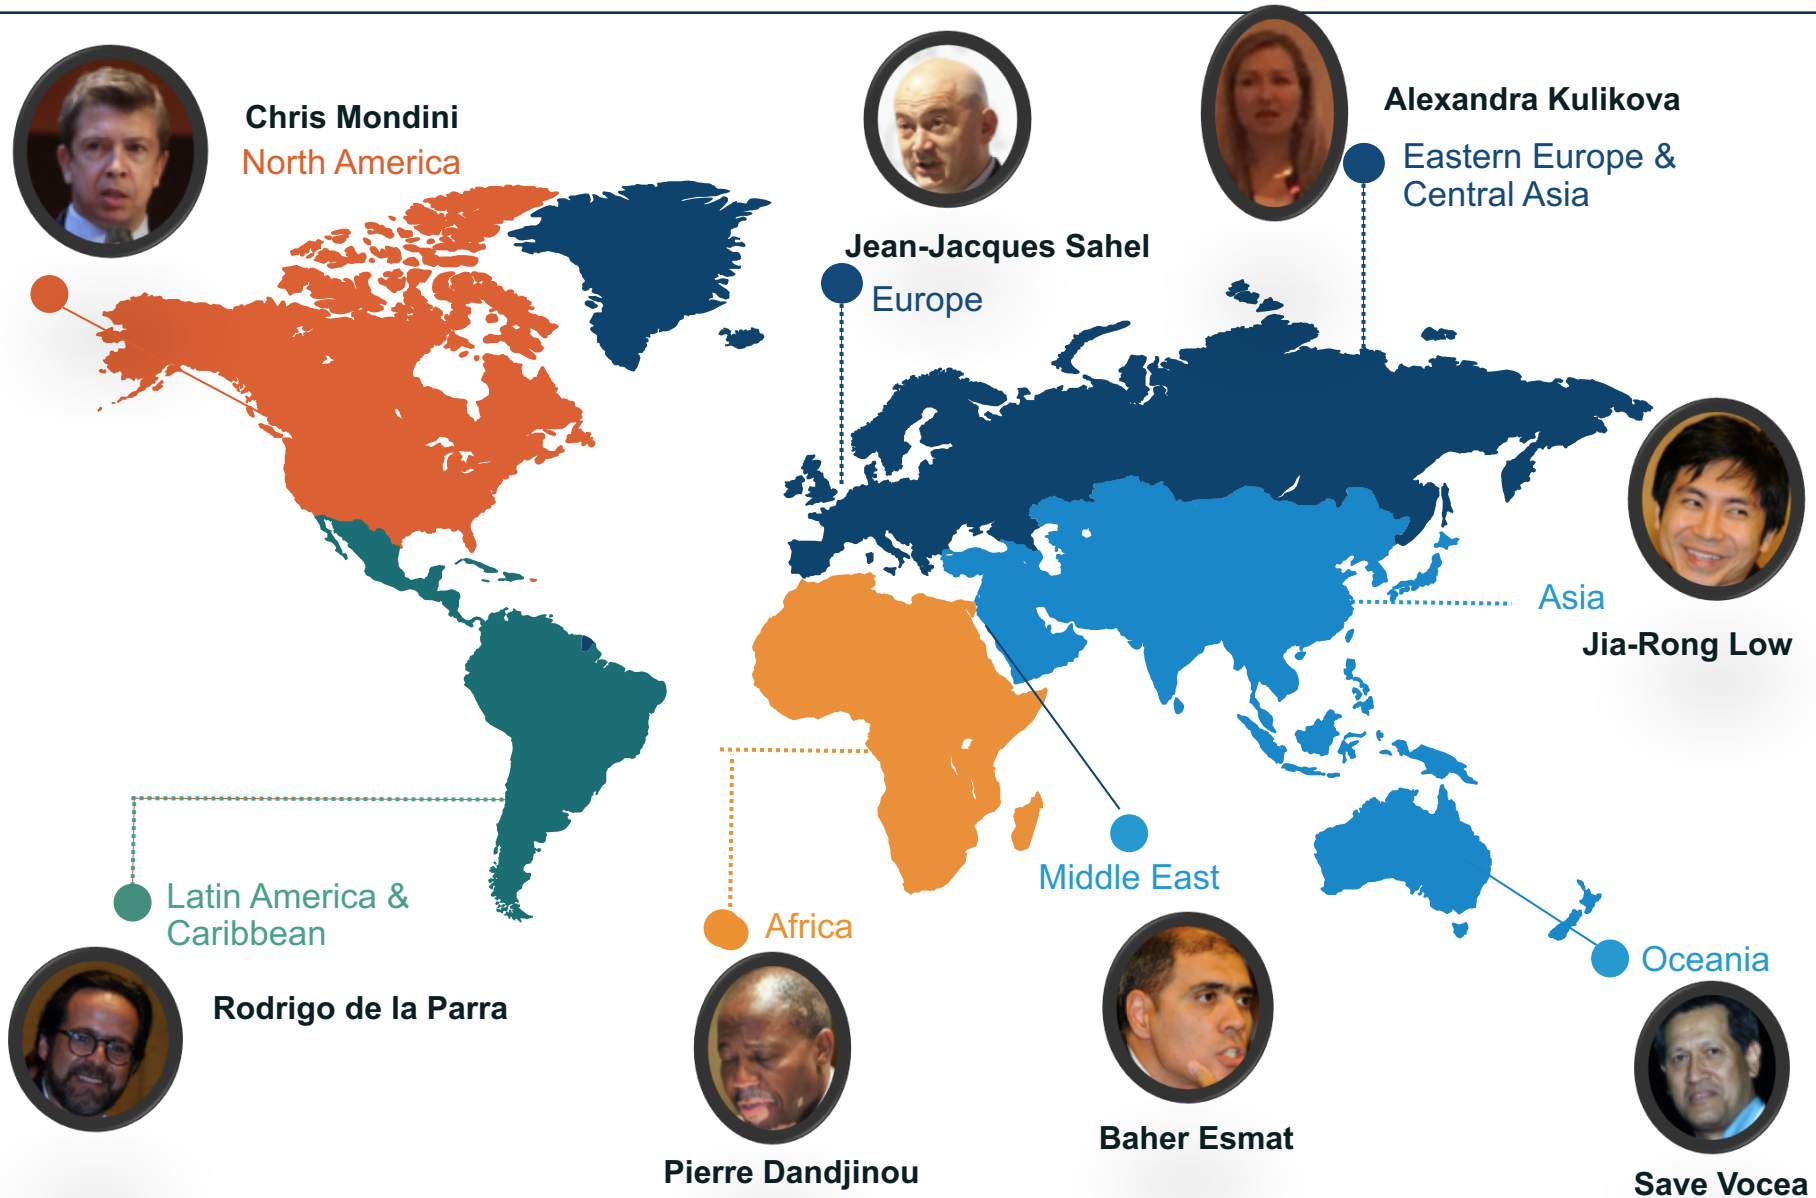 Chris Mondini
North America
Jean-Jacques Sahel
Europe
Alexandra Kulikova
Eastern Europe &
Central Asia
Asia
Jia-Rong Low
Latin America &
Caribbean
Rodrigo de la Parra
Africa
Pierre Dandjinou
Middle East
Baher Esmat
Oceania
Save Vocea